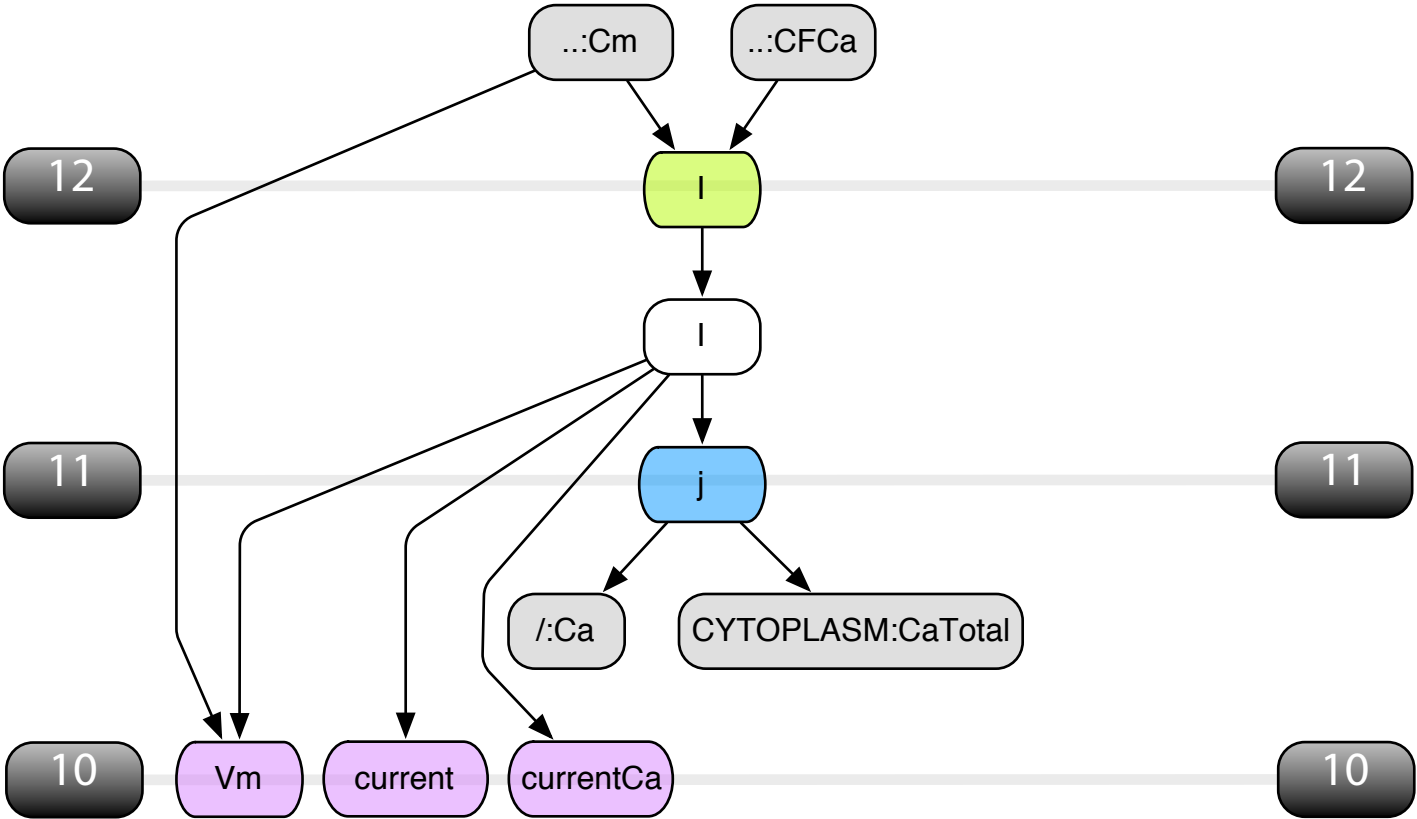 ..:Cm ..:CFCa
12 I 12
I
11 j 11
/:Ca CYTOPLASM:CaTotal
10 Vm current currentCa 10